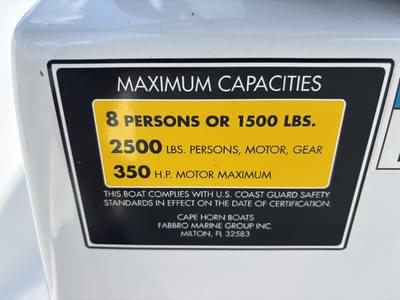 MAXIMUM CAPACITIES
8 PERSONS OR 1500 LBS.
2500 LBS. PERSONS, MOTOR, GEAR
350 H.P. MOTOR MAXIMUM
THIS BOAT COMPLIES WITH U.S. COAST GUARD SAFETY
STANDARDS IN EFFECT ON THE DATE OF CERTIFICATION.
CAPE HORN BOATS
FABBRO MARINE GROUP INC.
MILTON, FL 32583